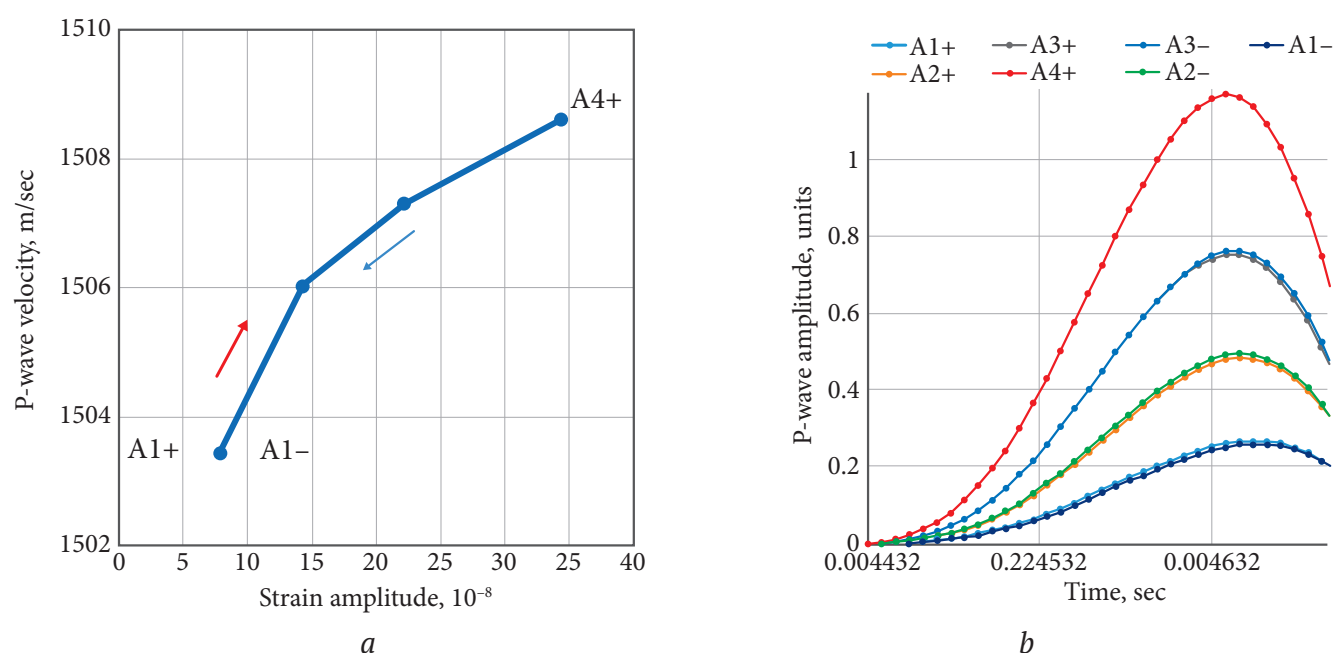 1510
1508
1506
1504
1502
P-wave velocity, m/sec
A4+
A1+
A1–
0 5 10 15 20 25 30 25 40
Strain amplitude, 10⁻⁸
a
A1+ A3+ A3– A1–
A2+ A4+ A2–
P-wave amplitude, units
1
0.8
0.6
0.4
0.2
0
0.004432 0.224532 0.004632
Time, sec
b